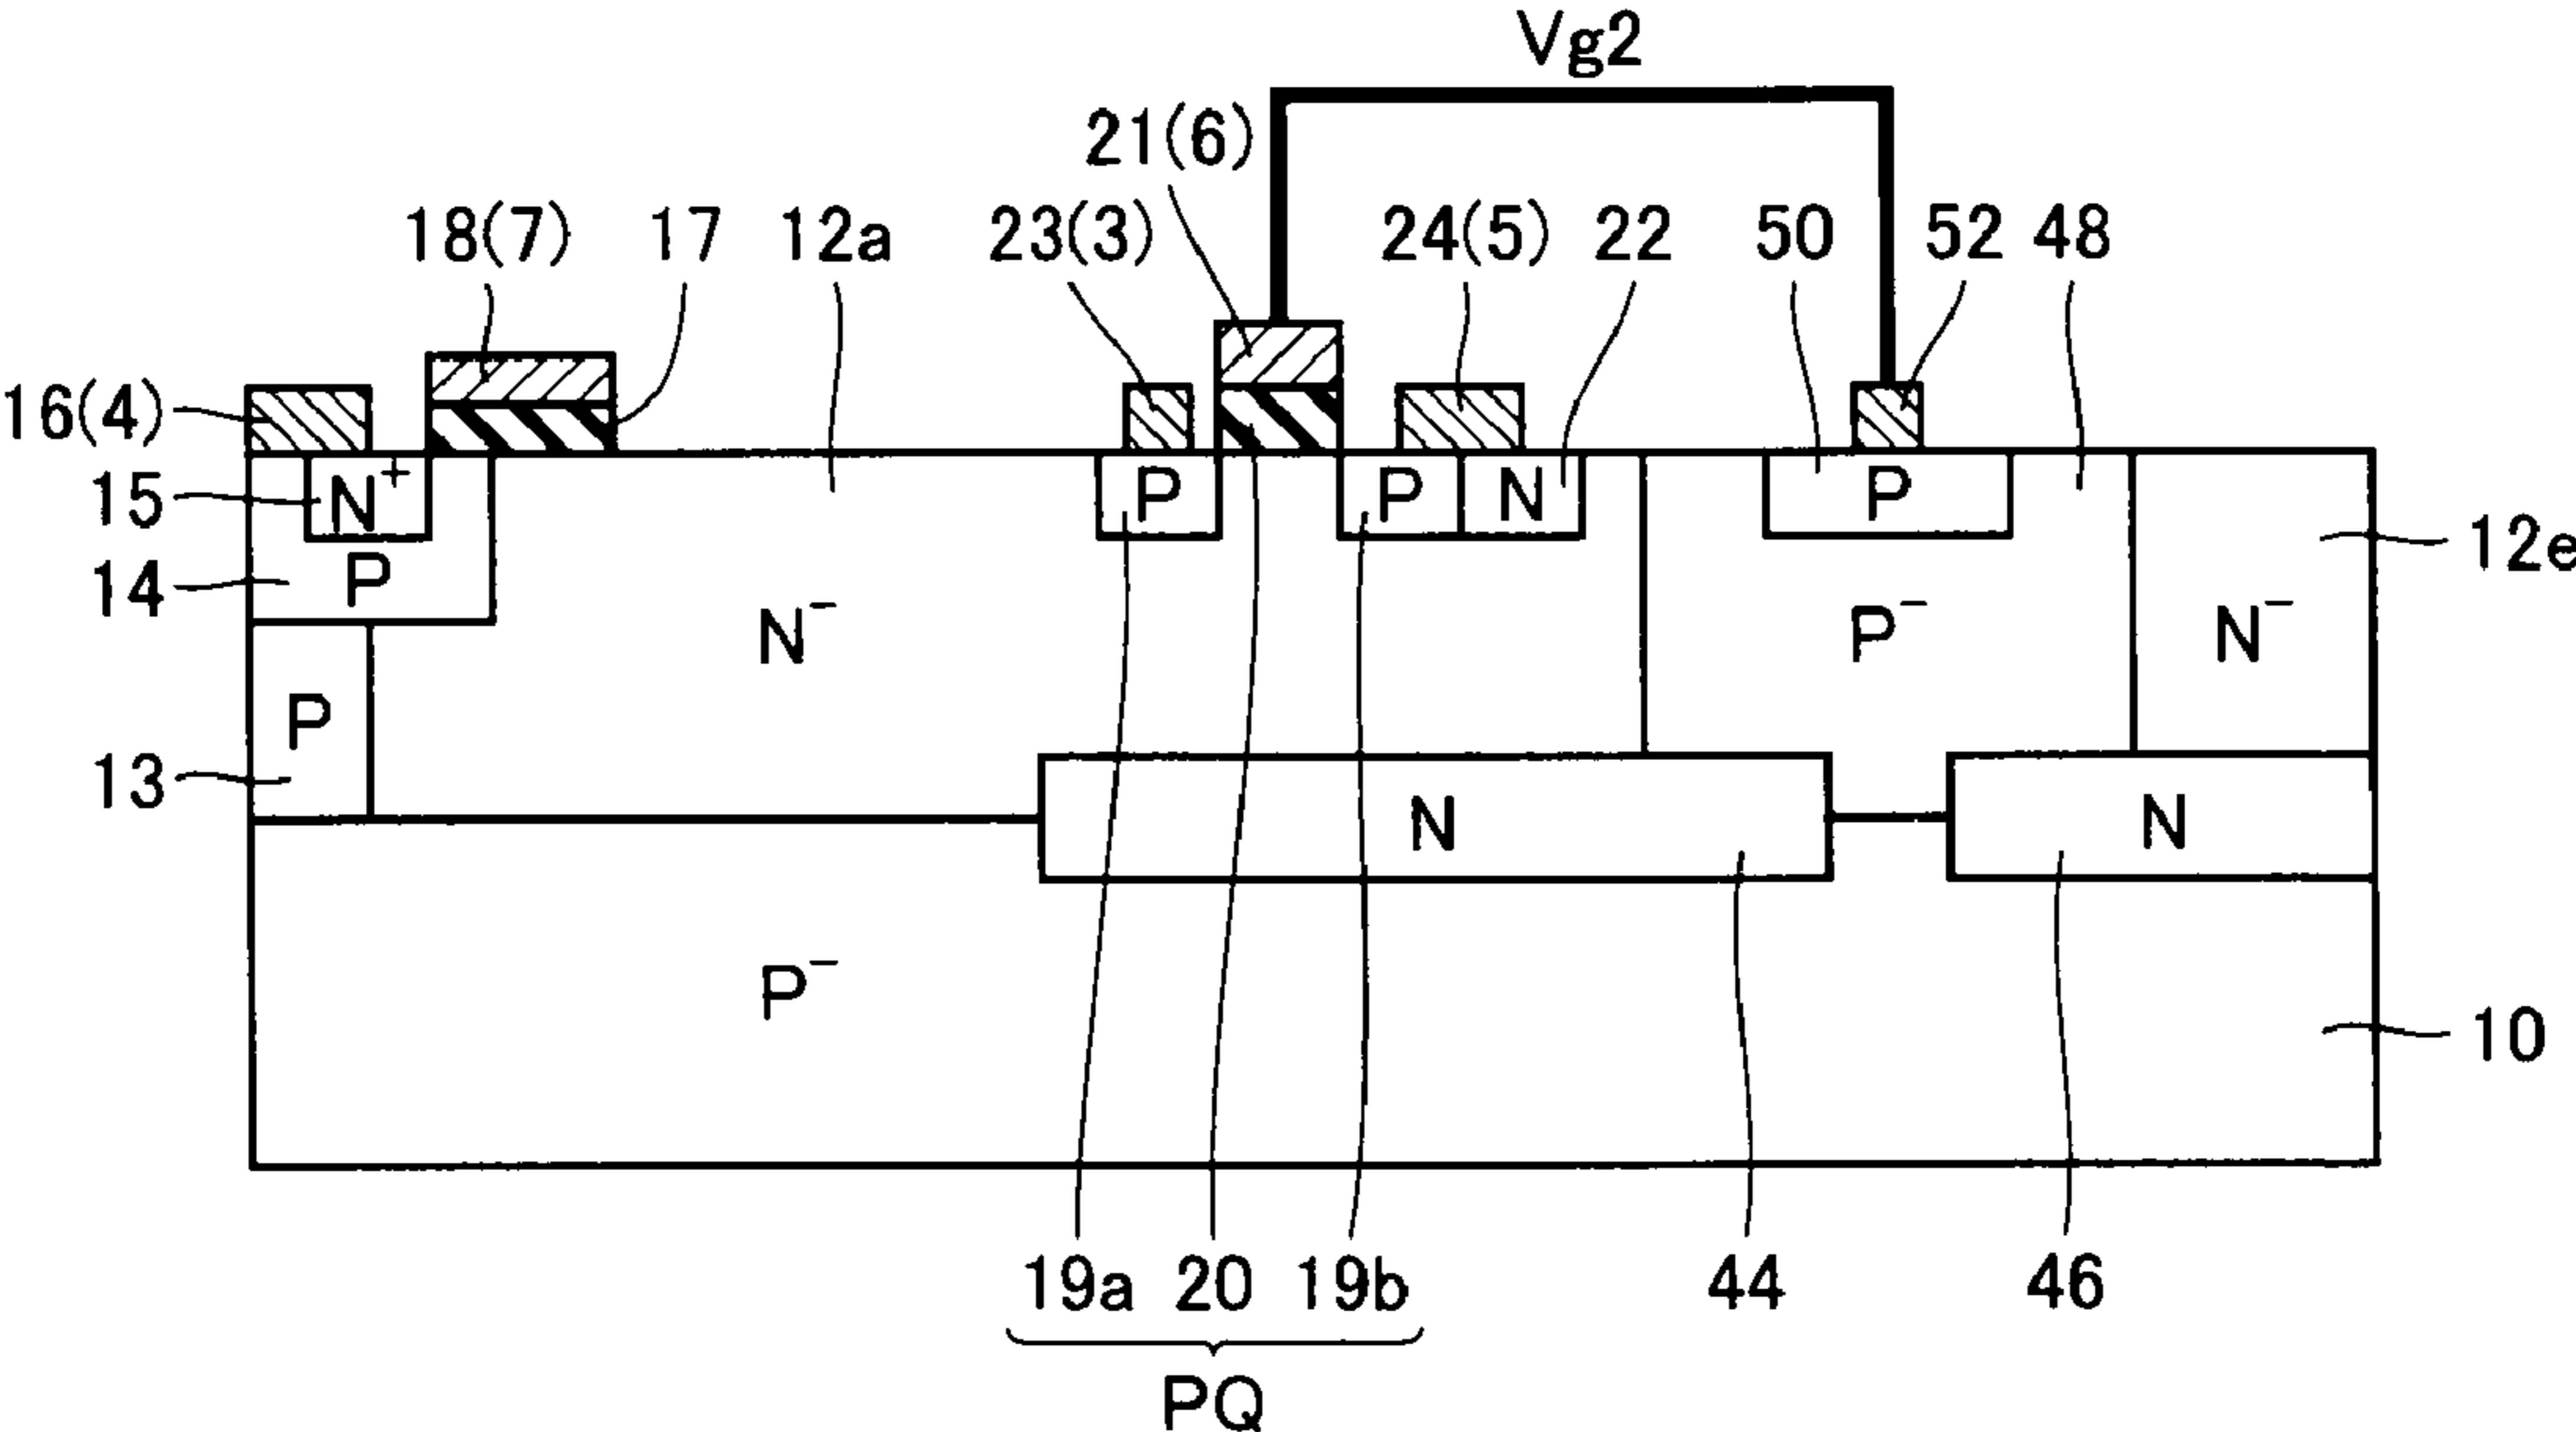 Vg2
21(6)
18(7) 17 12a 23(3) 24(5) 22 50 52 48
16(4)
15 N+ P P N P
12e
14 P
N− P− N−
P
13
N N
P−
10
19a 20 19b 44 46
PQ